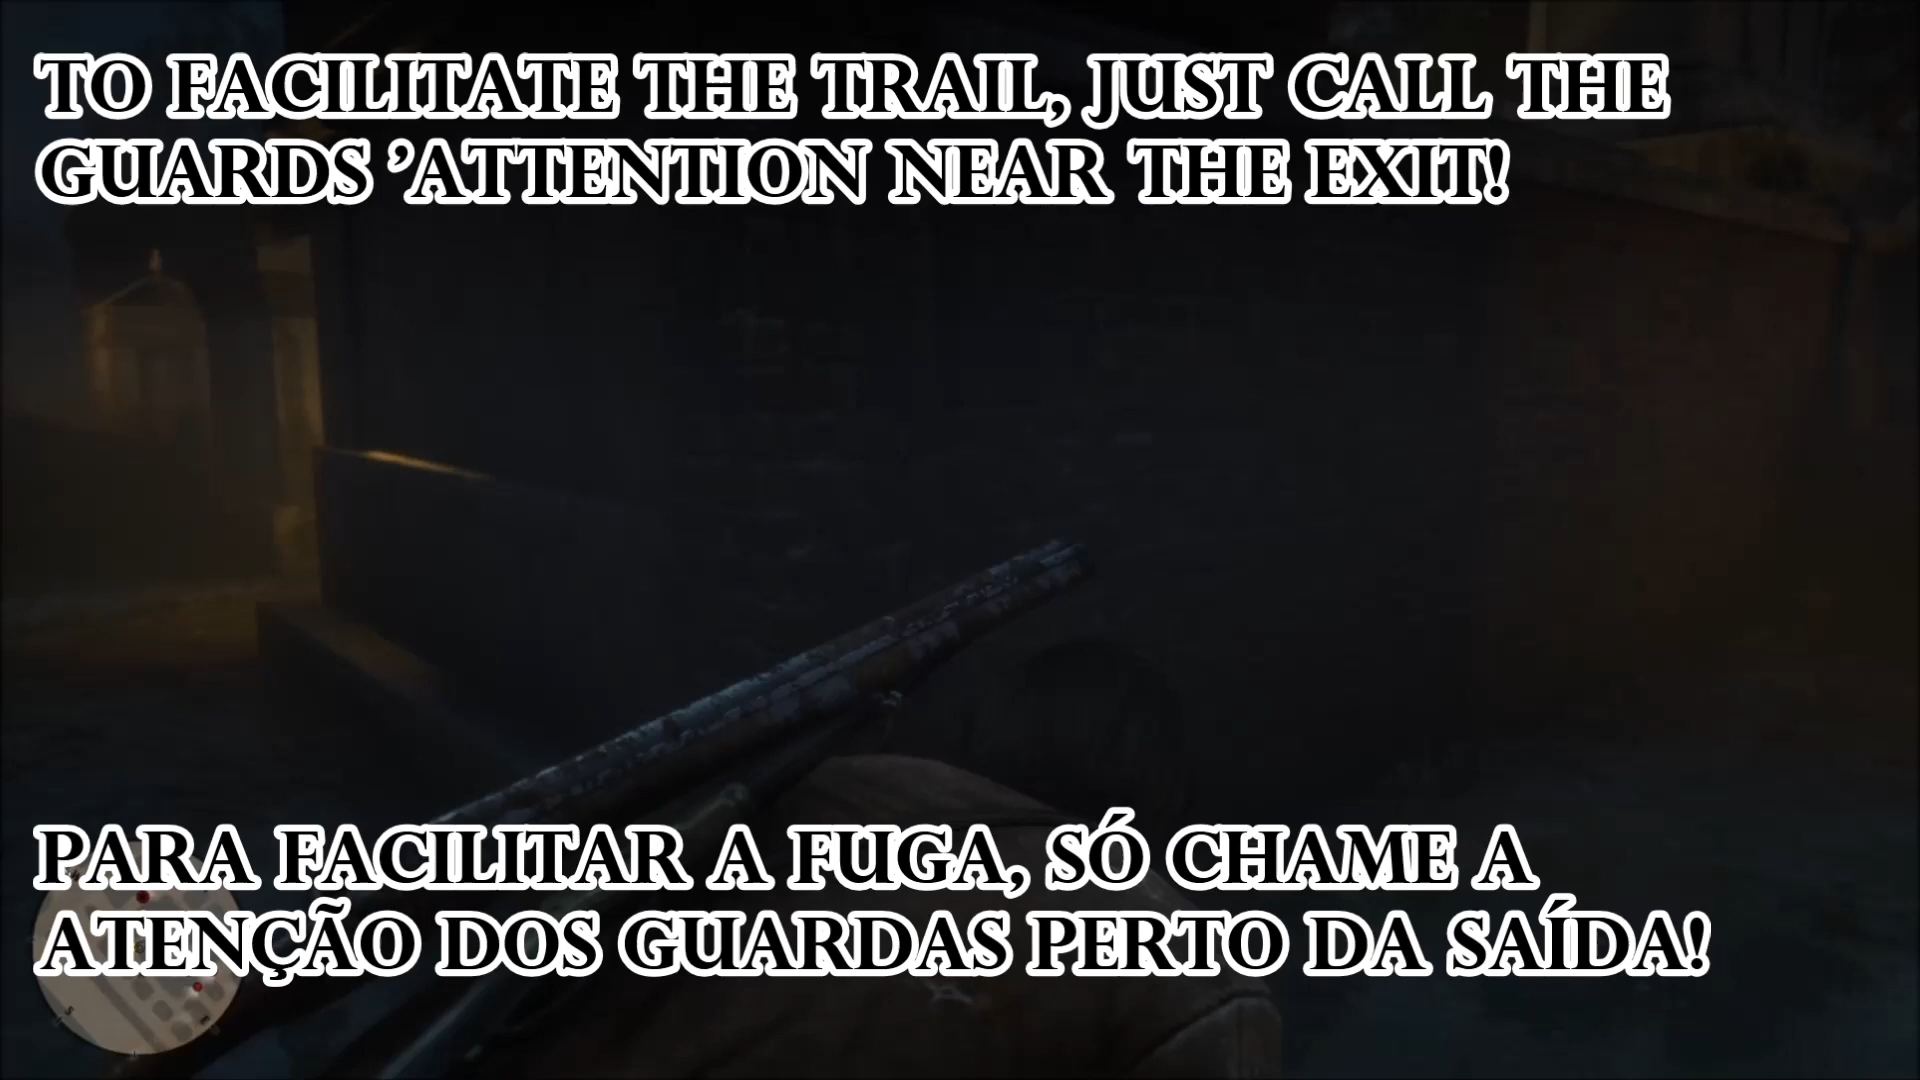 TO FACILITATE THE TRAIL, JUST CALL THE
GUARDS 'ATTENTION NEAR THE EXIT!
PARA FACILITAR A FUGA, SÓ CHAME A
ATENÇÃO DOS GUARDAS PERTO DA SAÍDA!